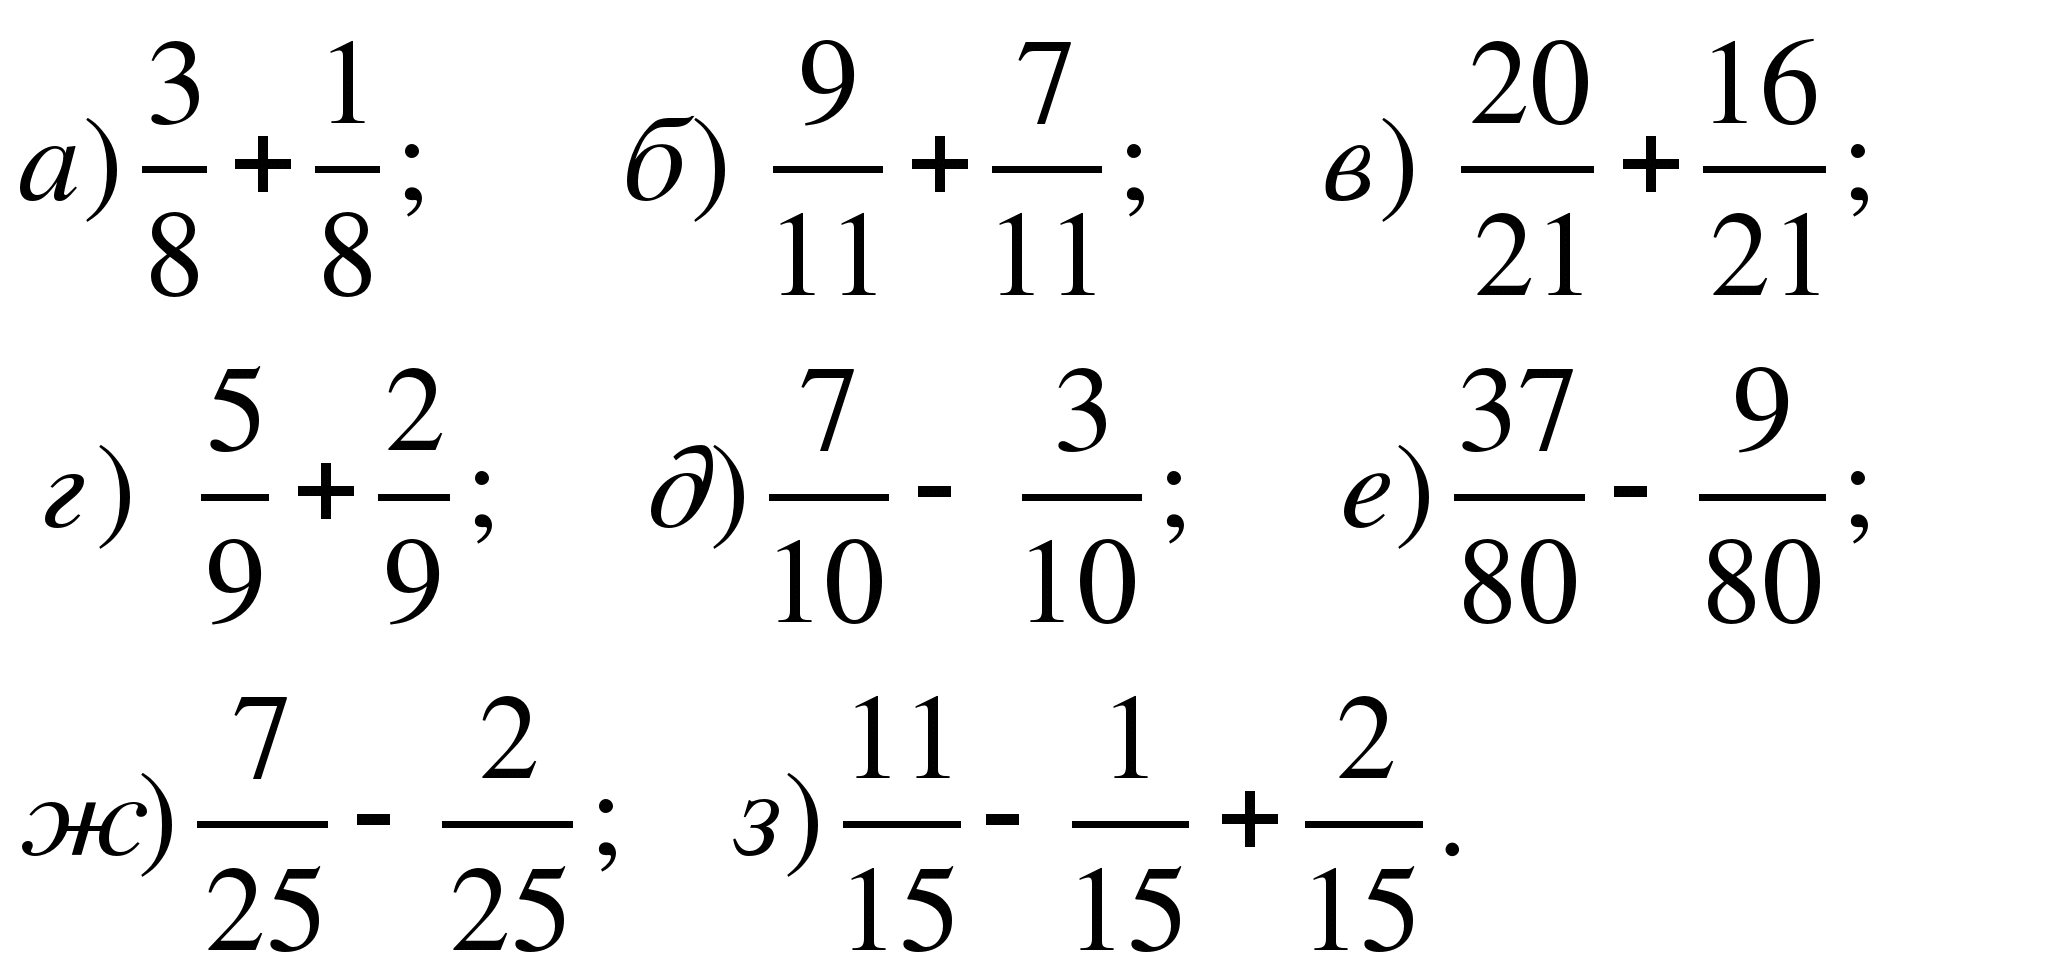 а) 3/8 + 1/8; б) 9/11 + 7/11; в) 20/21 + 16/21;
г) 5/9 + 2/9; д) 7/10 - 3/10; е) 37/80 - 9/80;
ж) 7/25 - 2/25; з) 11/15 - 1/15 + 2/15.